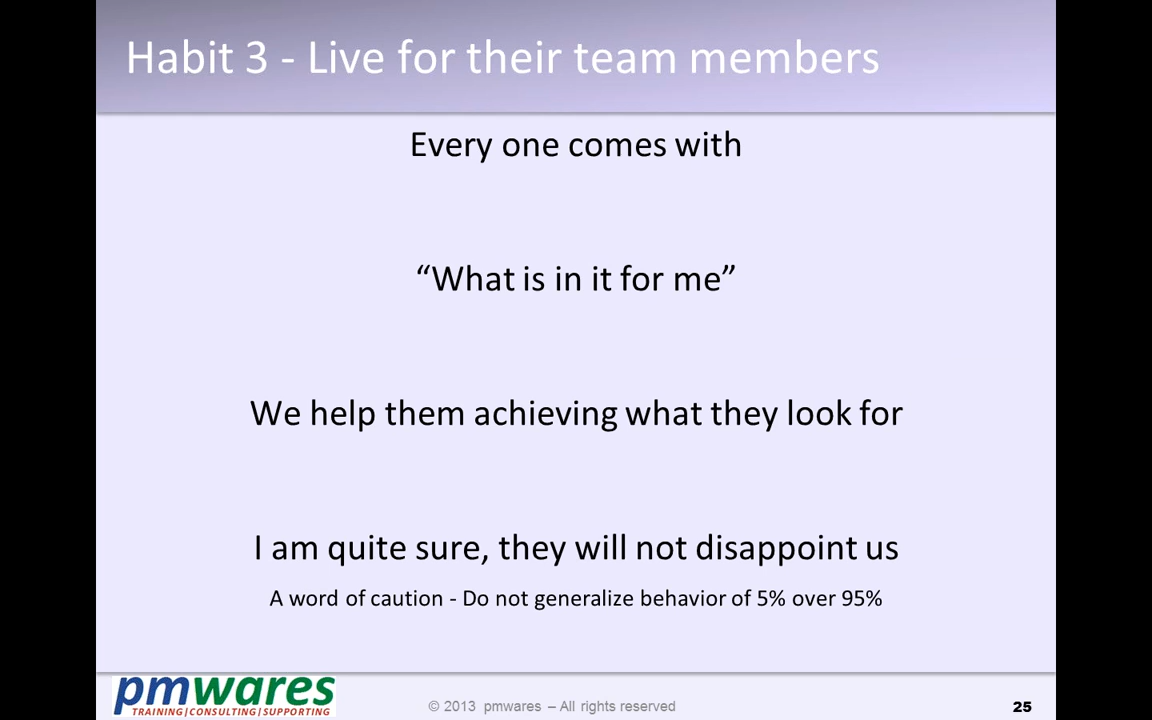 Habit 3 - Live for their team members
Every one comes with
“What is in it for me”
We help them achieving what they look for
I am quite sure, they will not disappoint us
A word of caution - Do not generalize behavior of 5% over 95%
pmwares
TRAINING|CONSULTING|SUPPORTING
© 2013 pmwares – All rights reserved
25